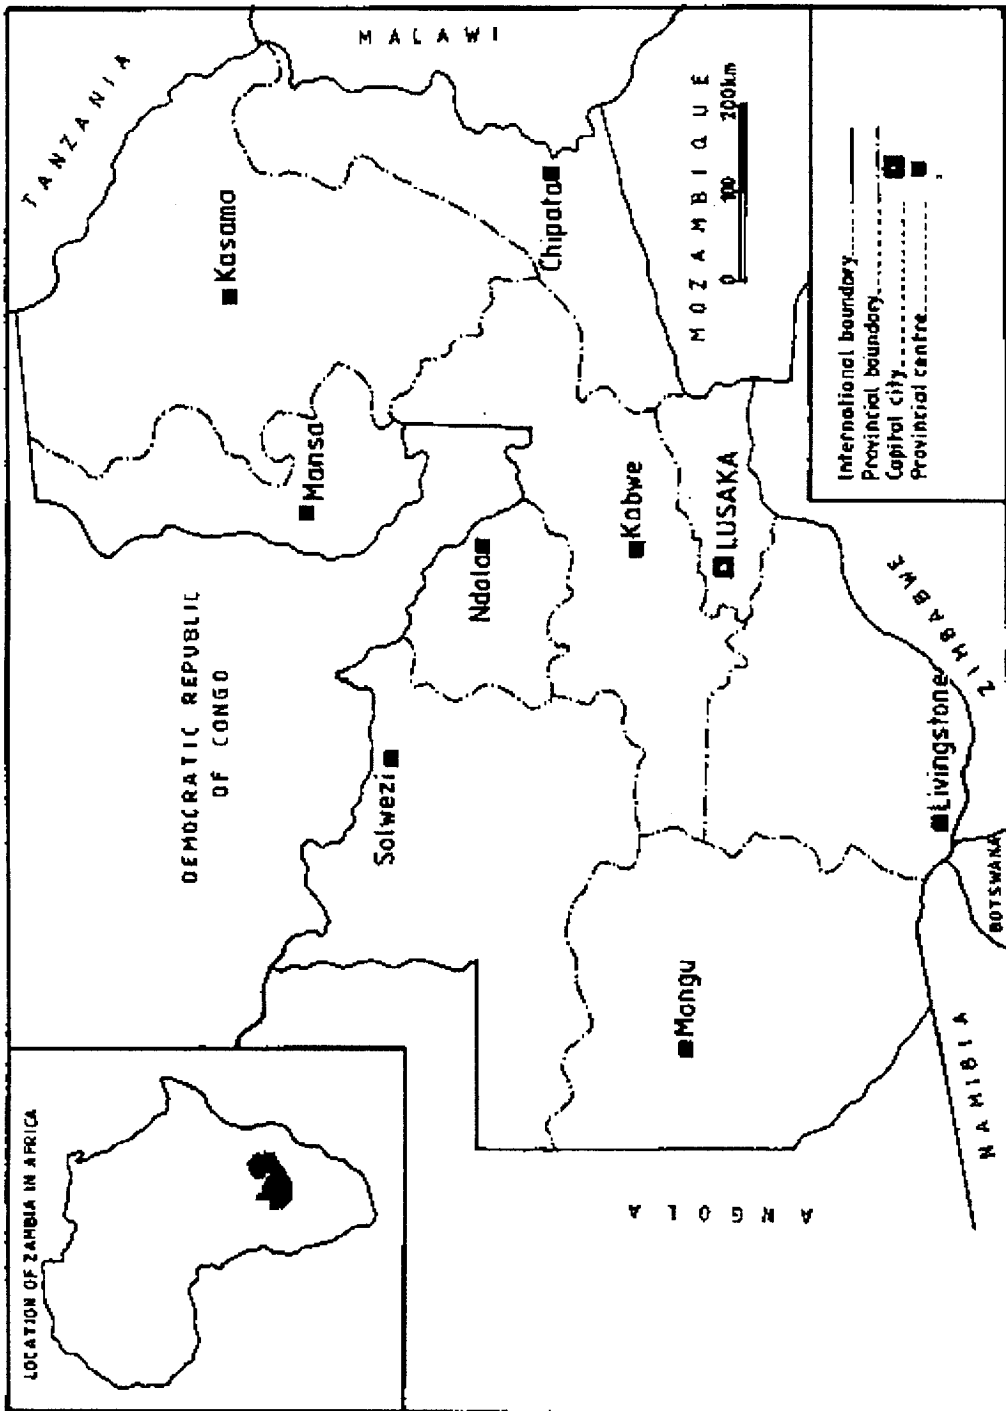 LOCATION OF ZAMBIA IN AFRICA
TANZANIA
MALAWI
DEMOCRATIC REPUBLIC
OF CONGO
Kasama
Mansa
Solwezi
Ndola
Chipata
Kabwe
LUSAKA
Mongu
Livingstone
ANGOLA
NAMIBIA
BOTSWANA
ZIMBABWE
MOZAMBIQUE
0 100 200km
International boundary
Provincial boundary
Capital city
Provincial centre